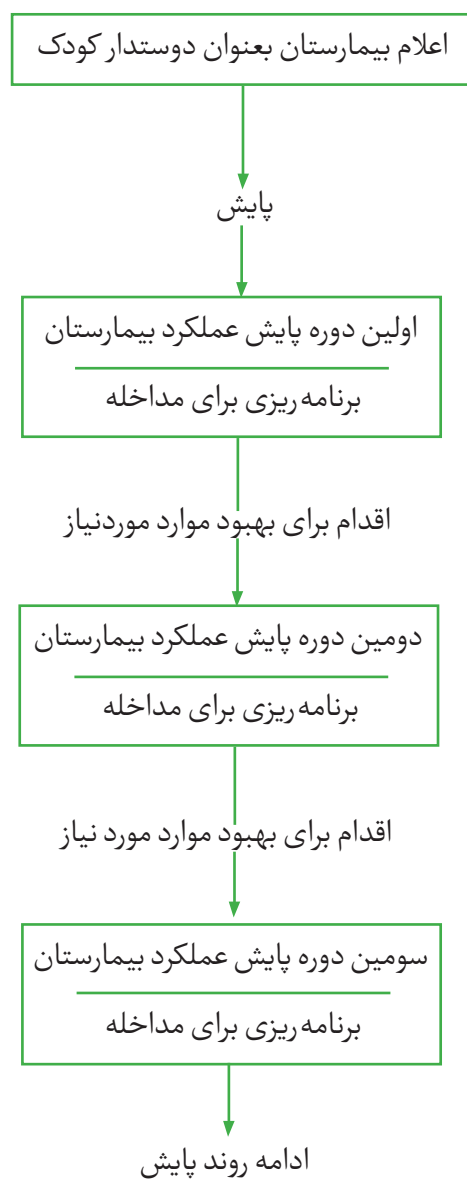 اعلام بیمارستان بعنوان دوستدار کودک
پایش
اولین دوره پایش عملکرد بیمارستان
برنامه‌ریزی برای مداخله
اقدام برای بهبود موارد موردنیاز
دومین دوره پایش عملکرد بیمارستان
برنامه‌ریزی برای مداخله
اقدام برای بهبود موارد مورد نیاز
سومین دوره پایش عملکرد بیمارستان
برنامه‌ریزی برای مداخله
ادامه روند پایش